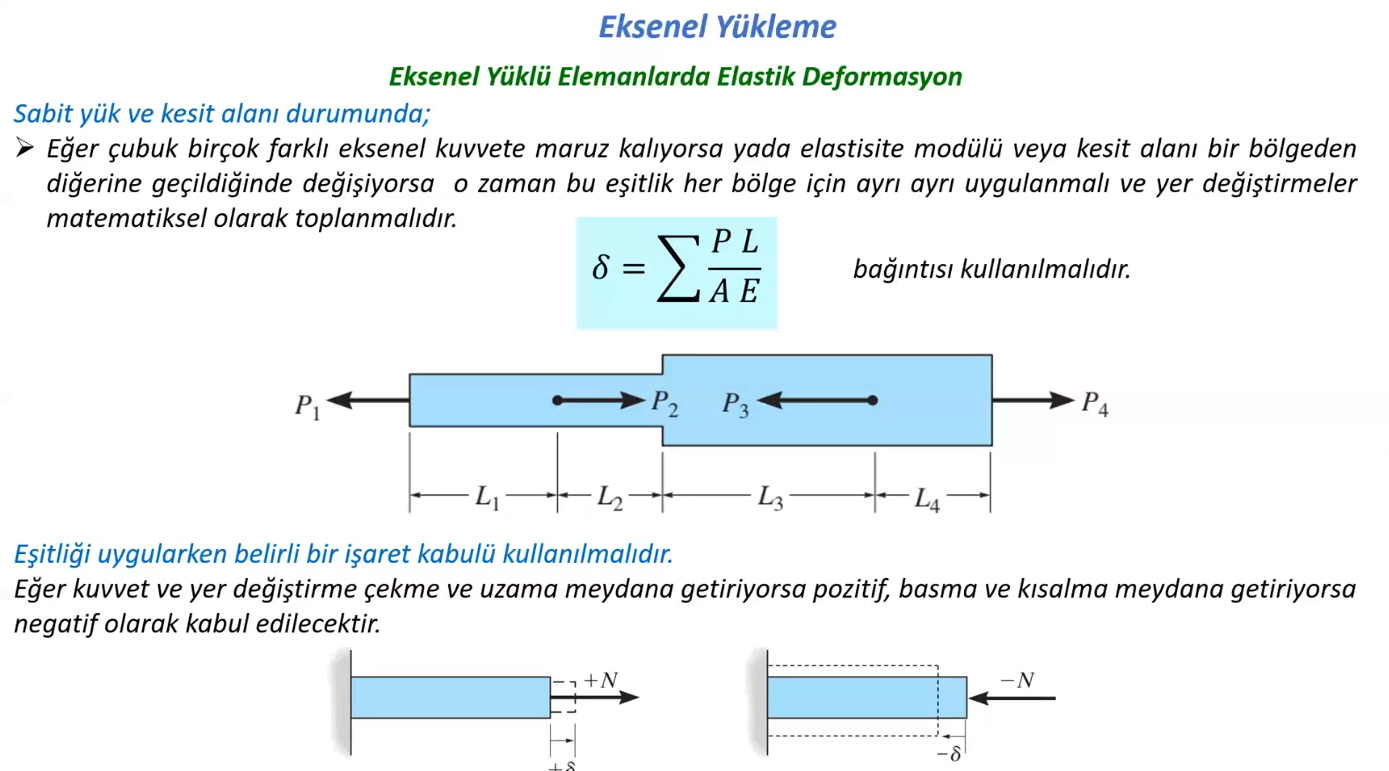 Eksenel Yükleme
Eksenel Yüklü Elemanlarda Elastik Deformasyon
Sabit yük ve kesit alanı durumunda;
➢ Eğer çubuk birçok farklı eksenel kuvvete maruz kalıyorsa yada elastisite modülü veya kesit alanı bir bölgeden
diğerine geçildiğinde değişiyorsa o zaman bu eşitlik her bölge için ayrı ayrı uygulanmalı ve yer değiştirmeler
matematiksel olarak toplanmalıdır.
δ = ∑ P L / A E bağıntısı kullanılmalıdır.
P₁ P₂ P₃ P₄
L₁ L₂ L₃ L₄
Eşitliği uygularken belirli bir işaret kabulü kullanılmalıdır.
Eğer kuvvet ve yer değiştirme çekme ve uzama meydana getiriyorsa pozitif, basma ve kısalma meydana getiriyorsa
negatif olarak kabul edilecektir.
+N −N
+δ −δ